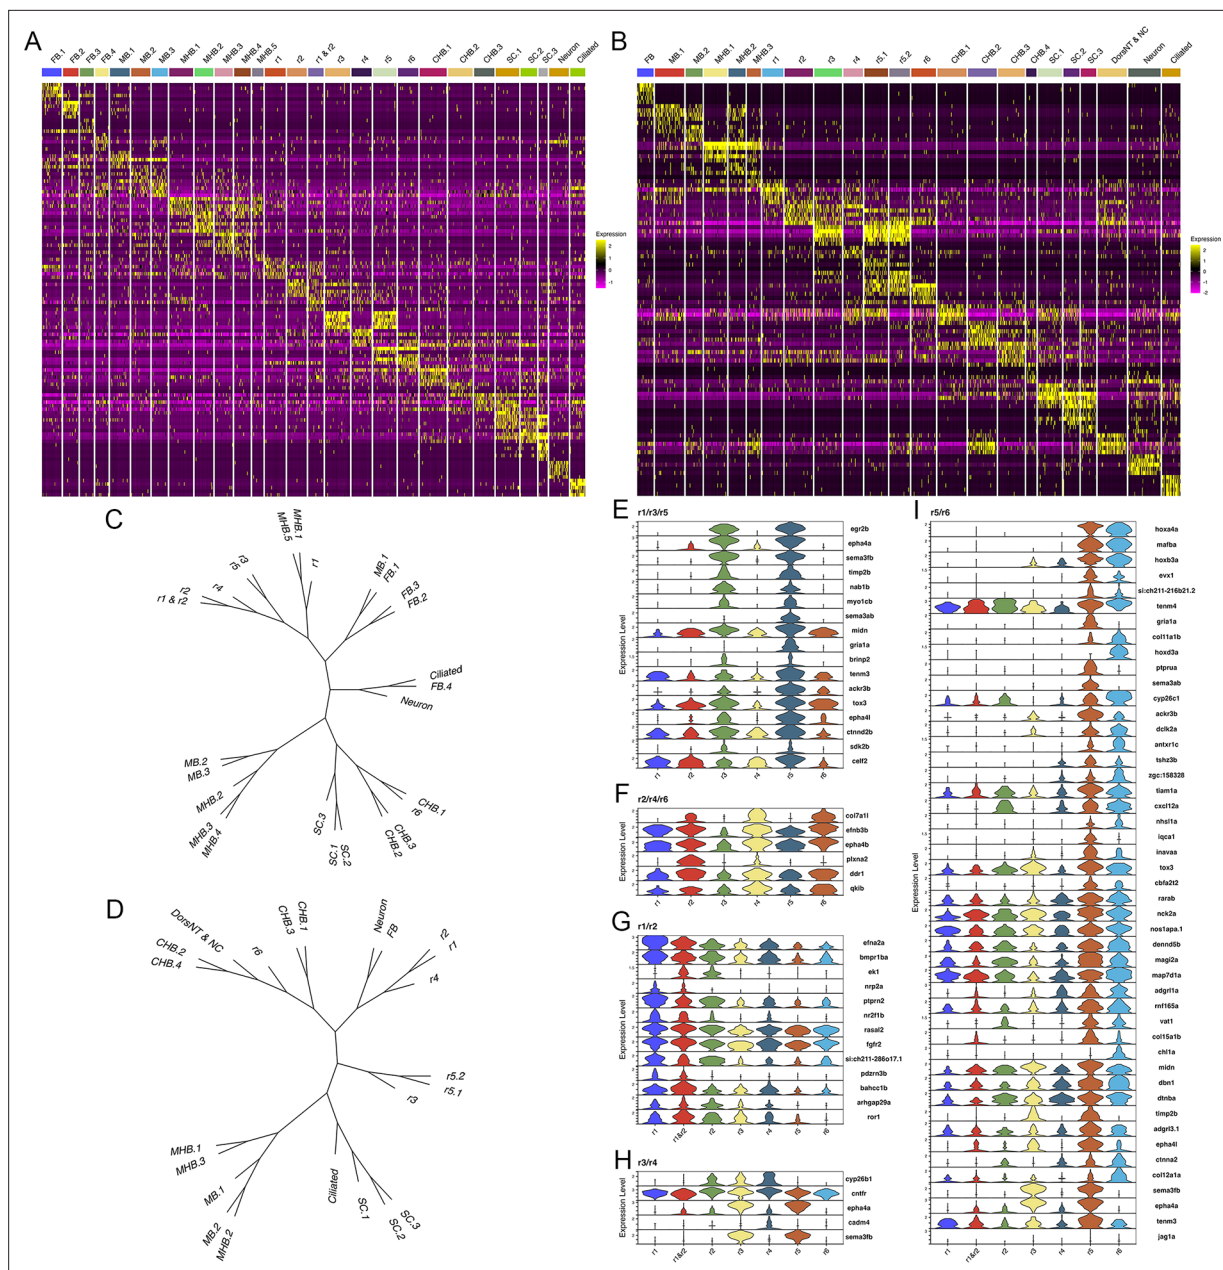 A
FB.1
FB.2
FB.3
FB.4
MB.1
MB.2
MB.3
MHB.1
MHB.2
MHB.3
MHB.4
MHB.5
r1
r2
r1 & r2
r3
r4
r5
r6
CHB.1
CHB.2
CHB.3
SC.1
SC.2
SC.3
Neuron
Ciliated
Expression
2
1
0
-1
B
FB
MB.1
MB.2
MHB.1
MHB.2
MHB.3
r1
r2
r3
r4
r5.1
r5.2
r6
CHB.1
CHB.2
CHB.3
CHB.4
SC.1
SC.2
SC.3
DorsNT & NC
Neuron
Ciliated
Expression
2
1
0
-1
-2
C
MHB.5
MHB.1
r1
r5
r3
r4
r2
r1 & r2
MB.1
FB.1
FB.3
FB.2
Ciliated
FB.4
Neuron
MB.2
MB.3
MHB.2
MHB.3
MHB.4
SC.3
SC.1
SC.2
CHB.1
r6
CHB.3
CHB.2
D
DorsNT & NC
CHB.2
CHB.4
r6
CHB.3
CHB.1
Neuron
FB
r2
r1
r4
r5.2
r5.1
r3
MHB.1
MHB.3
MB.1
MB.2
MHB.2
Ciliated
SC.1
SC.3
SC.2
E
r1/r3/r5
Expression Level
egr2b
epha4a
sema3fb
timp2b
nab1b
myo1cb
sema3ab
midn
gria1a
brinp2
tenm3
ackr3b
tox3
epha4l
ctnnd2b
sdk2b
celf2
r1
r2
r3
r4
r5
r6
F
r2/r4/r6
Expression Level
col7a1l
efnb3b
epha4b
plxna2
ddr1
qkib
r1
r2
r3
r4
r5
r6
G
r1/r2
Expression Level
efna2a
bmpr1ba
ek1
nrp2a
ptprn2
nr2f1b
rasal2
fgfr2
si:ch211-286o17.1
pdzrn3b
bahcc1b
arhgap29a
ror1
r1
r1&r2
r2
r3
r4
r5
r6
H
r3/r4
Expression Level
cyp26b1
cntfr
epha4a
cadm4
sema3fb
r1
r1&r2
r2
r3
r4
r5
r6
I
r5/r6
Expression Level
hoxa4a
mafba
hoxb3a
evx1
si:ch211-216b21.2
tenm4
gria1a
col11a1b
hoxd3a
ptprua
sema3ab
cyp26c1
ackr3b
dclk2a
antxr1c
tshz3b
zgc:158328
tiam1a
cxcl12a
nhsl1a
iqca1
inavaa
tox3
cbfa2t2
rarab
nck2a
nos1apa.1
dennd5b
magi2a
map7d1a
adgrl1a
rnf165a
vat1
col15a1b
chl1a
midn
dbn1
dtnba
timp2b
adgrl3.1
epha4l
ctnna2
col12a1a
sema3fb
epha4a
tenm3
jag1a
r1
r1&r2
r2
r3
r4
r5
r6